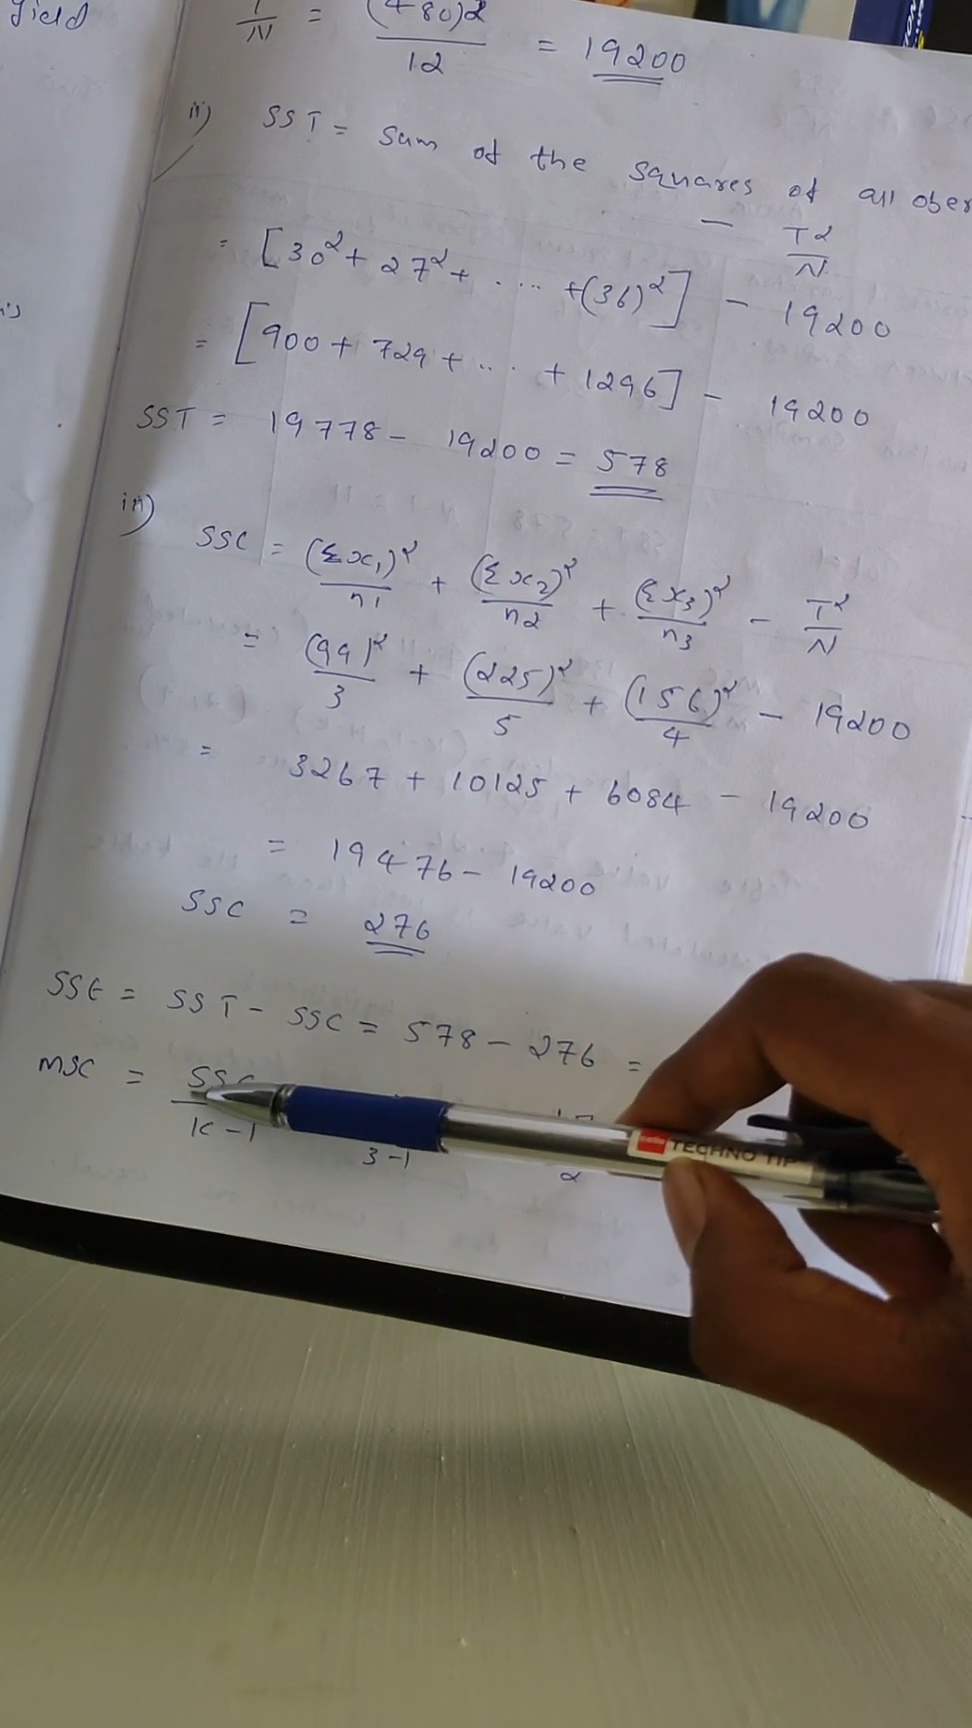 Yield
T
N = (480)²
12 = 19200
ii) SST = Sum of the squares of all obser
- T²
N
= [30² + 27² + .... + (36)²] - 19200
= [900 + 729 + ... + 1296] - 19200
SST = 19778 - 19200 = 578
iii) SSC = (Σx₁)²/n1 + (Σx₂)²/n2 + (Σx₃)²/n3 - T²/N
= (99)²/3 + (225)²/5 + (156)²/4 - 19200
= 3267 + 10125 + 6084 - 19200
= 19476 - 19200
SSC = 276
SSE = SST - SSC = 578 - 276 =
MSC = SSC
K-1
3-1
2
cello TECHNO TIP